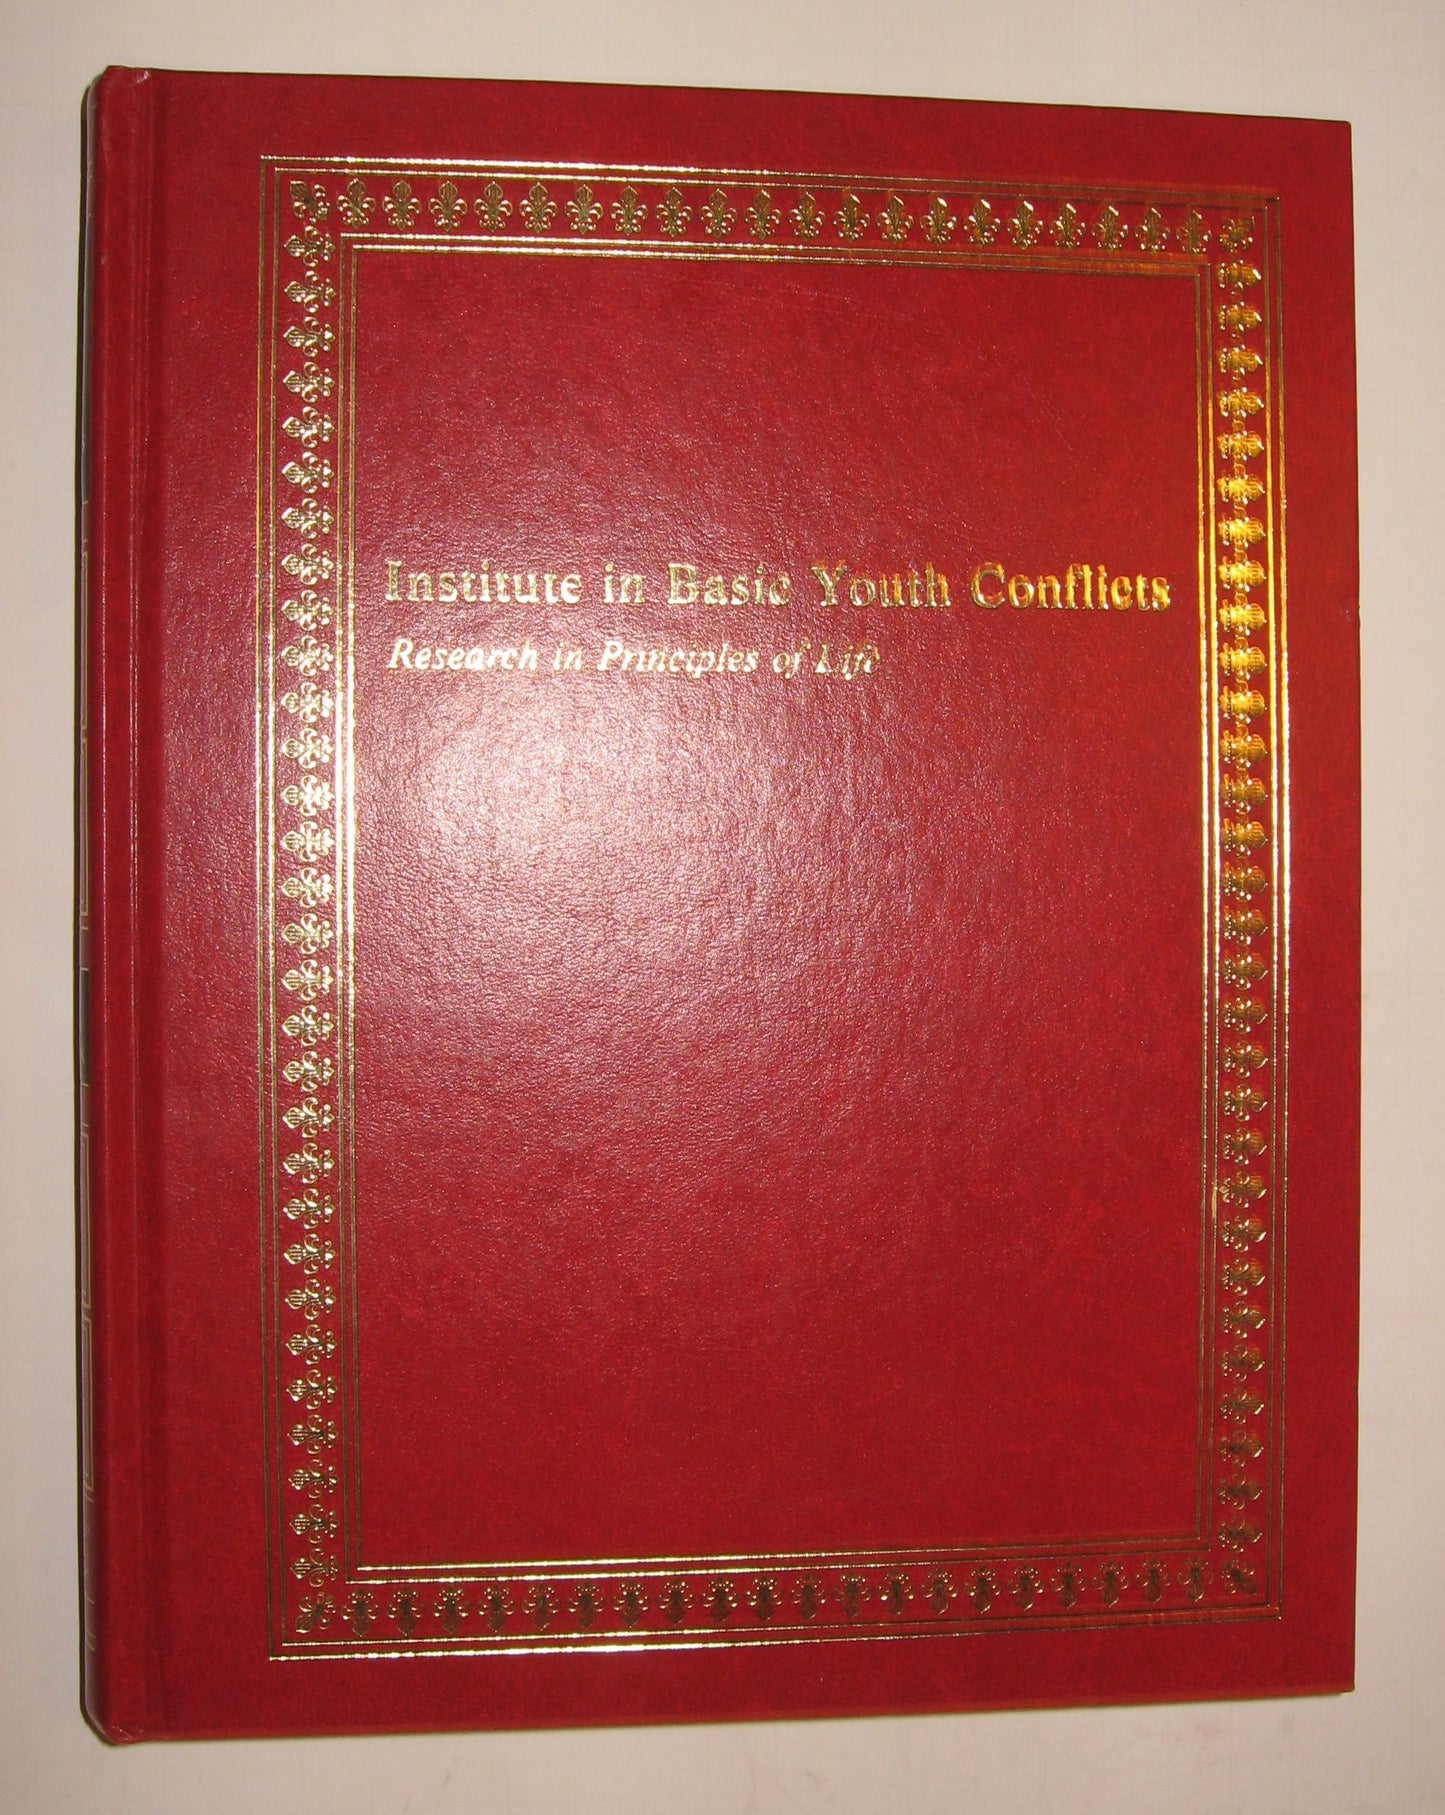 Institute in Basic Youth Conflicts
Research in Principles of Life